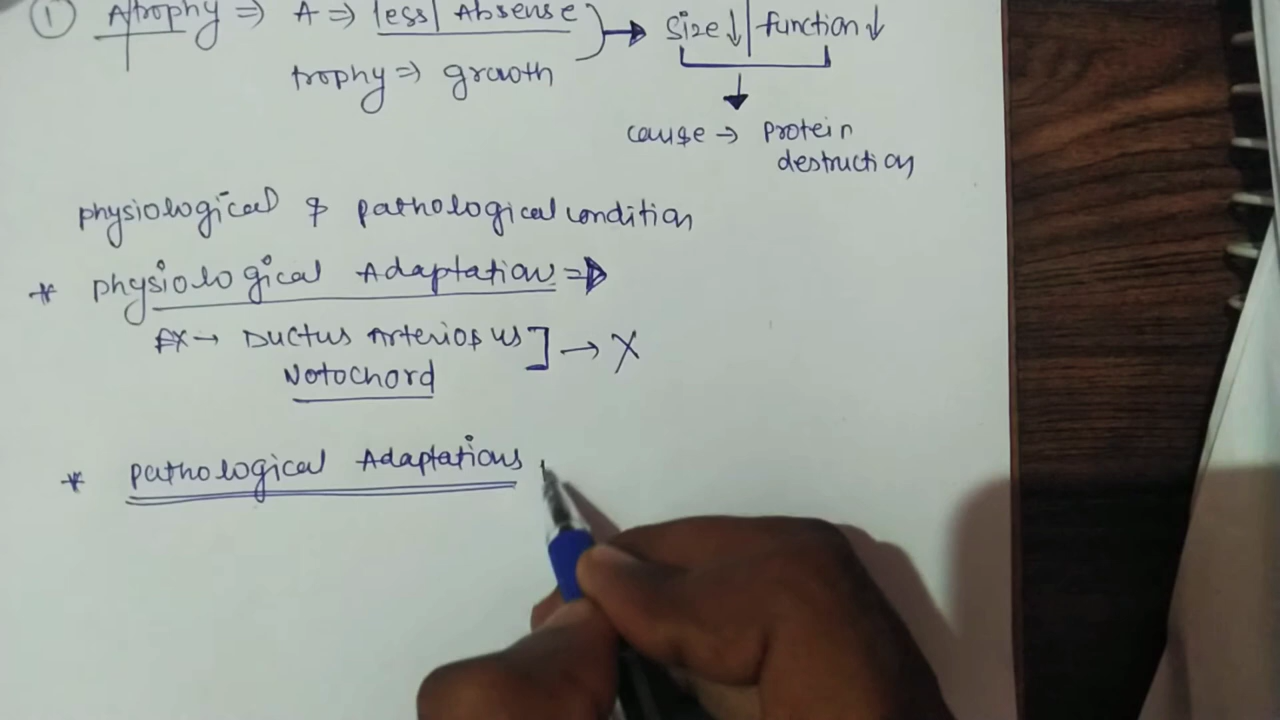 ① Atrophy ⇒ A ⇒ less| Absense → Size ↓ | function ↓
trophy ⇒ growth
cause → protein
destruction
physiological & pathological condition
* physiological Adaptation ⇒
EX → Ductus Arteriosus ] → X
Notochord
* pathological Adaptations